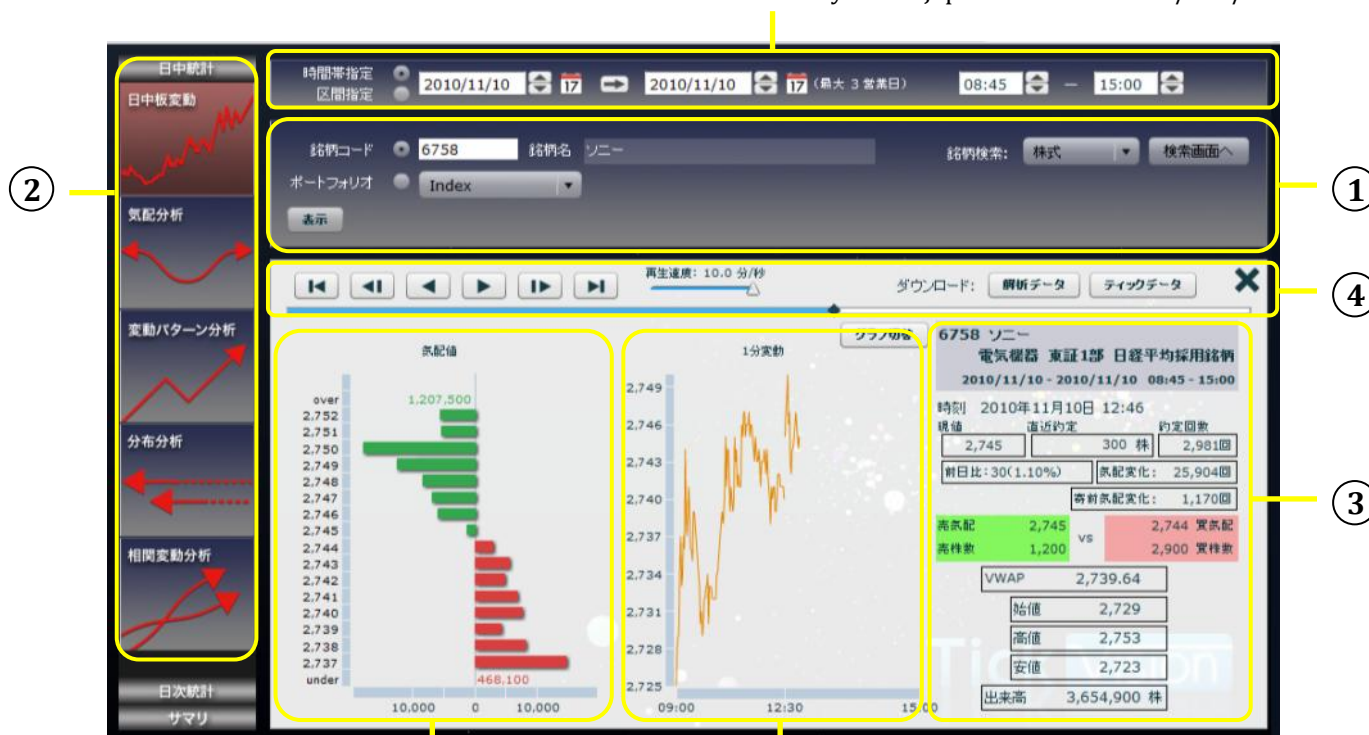 日中統計
日中板変動
気配分析
変動パターン分析
分布分析
相関変動分析
日次統計
サマリ
②
時間帯指定
区間指定
2010/11/10 17 2010/11/10 17 (最大 3 営業日) 08:45 — 15:00
銘柄コード 6758 銘柄名 ソニー 銘柄検索: 株式 検索画面へ
ポートフォリオ Index
表示
①
再生速度: 10.0 分/秒
ダウンロード: 解析データ ティックデータ
④
グラフ切替
気配値
over 1,207,500
2,752
2,751
2,750
2,749
2,748
2,747
2,746
2,745
2,744
2,743
2,742
2,741
2,740
2,739
2,738
2,737
under 468,100
10,000 0 10,000
1分変動
2,749
2,746
2,743
2,740
2,737
2,734
2,731
2,728
2,725
09:00 12:30 15:00
6758 ソニー
電気機器 東証1部 日経平均採用銘柄
2010/11/10 - 2010/11/10 08:45 - 15:00
時刻 2010年11月10日 12:46
現値 直近約定 約定回数
2,745 300 株 2,981回
前日比:30(1.10%) 気配変化: 25,904回
寄前気配変化: 1,170回
売気配 2,745 vs 2,744 買気配
売株数 1,200 2,900 買株数
VWAP 2,739.64
始値 2,729
高値 2,753
安値 2,723
出来高 3,654,900 株
Tick Vision
③